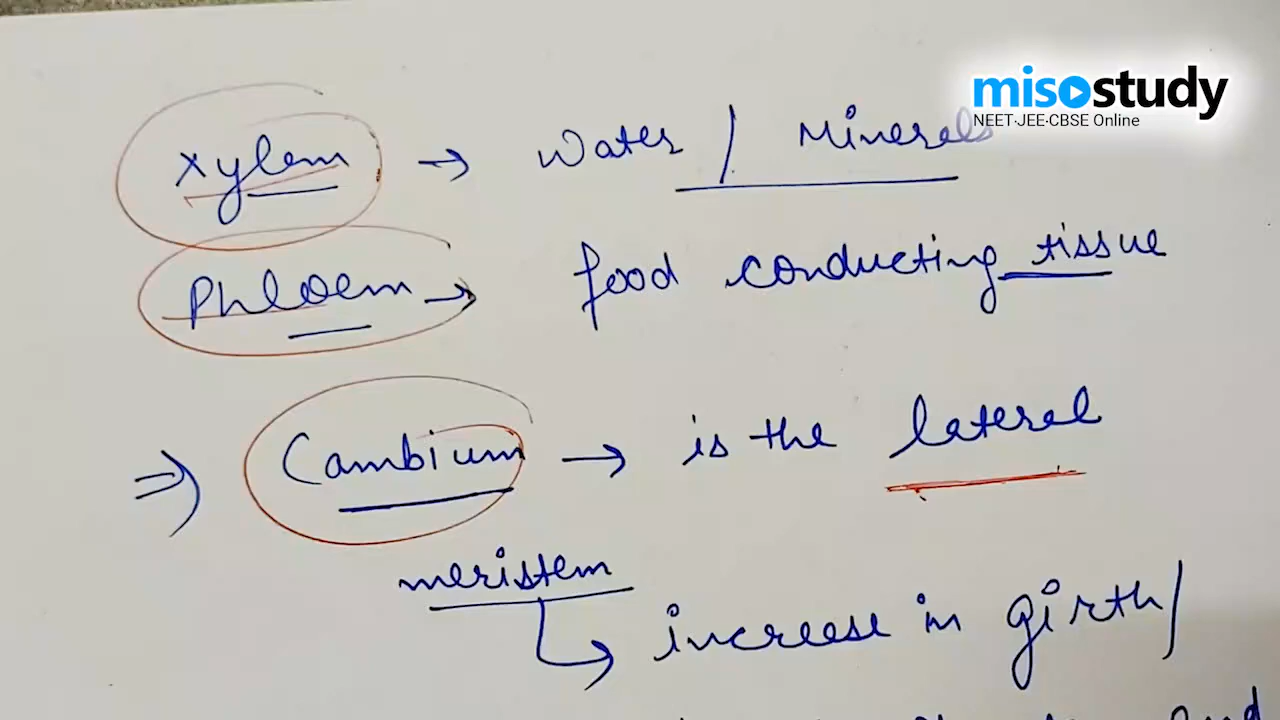 misostudy
NEET·JEE·CBSE Online
Xylem → Water / Minerals
Phloem → food conducting tissue
⇒ Cambium → is the lateral
meristem
↳ increase in girth/